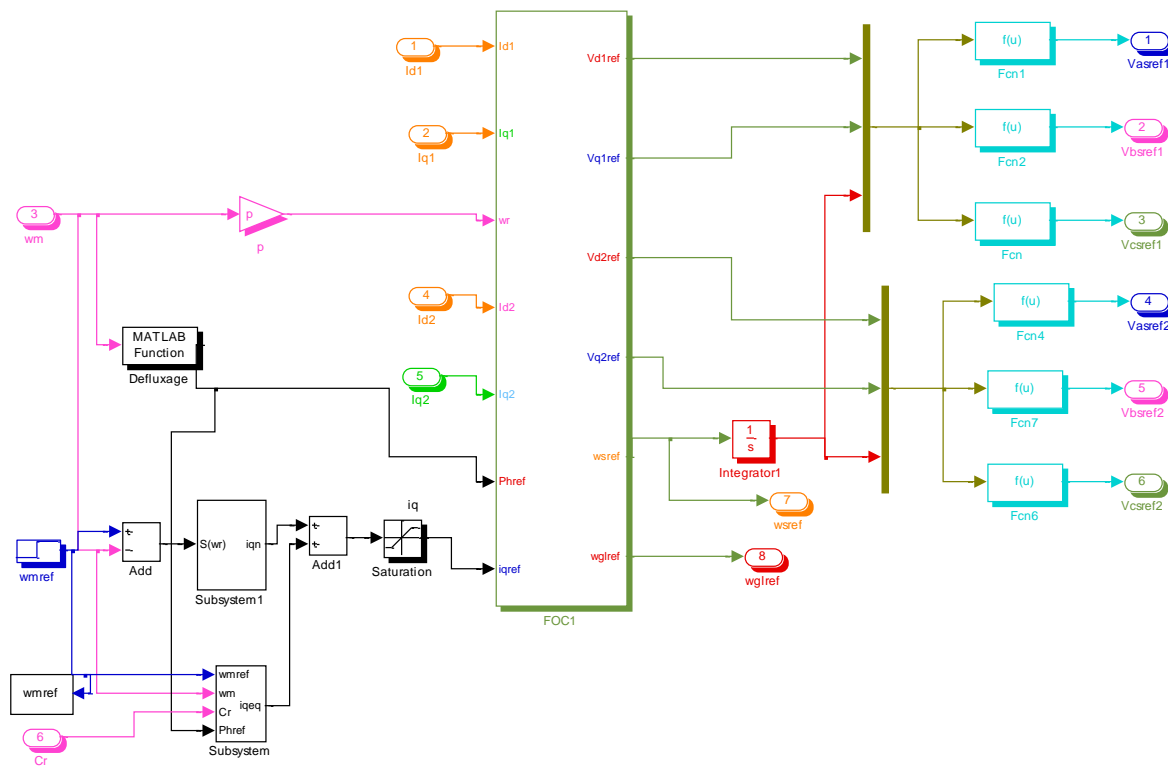 1
Id1
2
Iq1
3
wm
p
p
4
Id2
MATLAB
Function
Defluxage
5
Iq2
wmref
Add
S(wr)
iqn
Subsystem1
Add1
iq
Saturation
wmref
wmref
wm
Cr
Phref
iqeq
Subsystem
6
Cr
Id1
Iq1
wr
Id2
Iq2
Phref
iqref
Vd1ref
Vq1ref
Vd2ref
Vq2ref
wsref
wglref
FOC1
1
s
Integrator1
7
wsref
8
wglref
f(u)
Fcn1
f(u)
Fcn2
f(u)
Fcn
f(u)
Fcn4
f(u)
Fcn7
f(u)
Fcn6
1
Vasref1
2
Vbsref1
3
Vcsref1
4
Vasref2
5
Vbsref2
6
Vcsref2